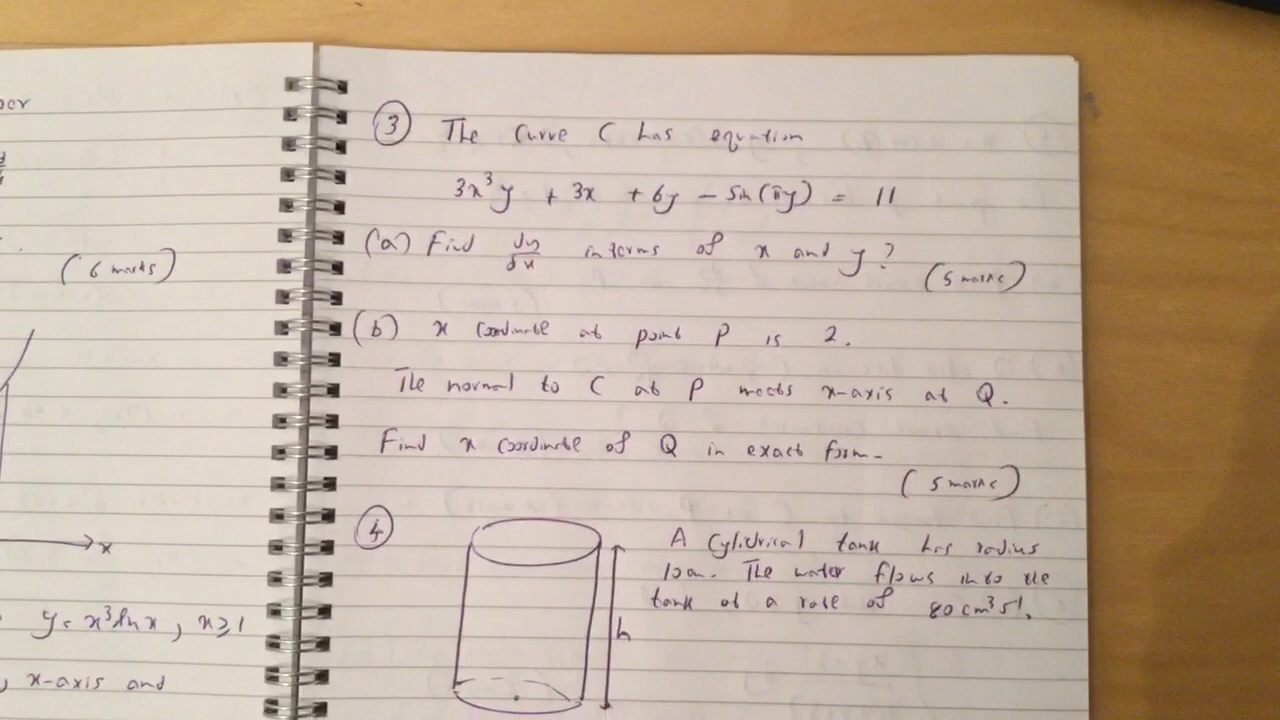 ( 6 marks )
y = x³ ln x , x ≥ 1
x-axis and
③ The curve C has equation
3x³y + 3x + 6y − sin(πy) = 11
(a) Find dy/dx in terms of x and y ?
( 5 marks )
(b) x coordinate at point P is 2.
The normal to C at P meets x-axis at Q.
Find x coordinate of Q in exact form.
( 5 marks )
④ A cylidrical tank has radius
10cm. The water flows into the
tank at a rate of 80 cm³ s⁻¹.
h
x